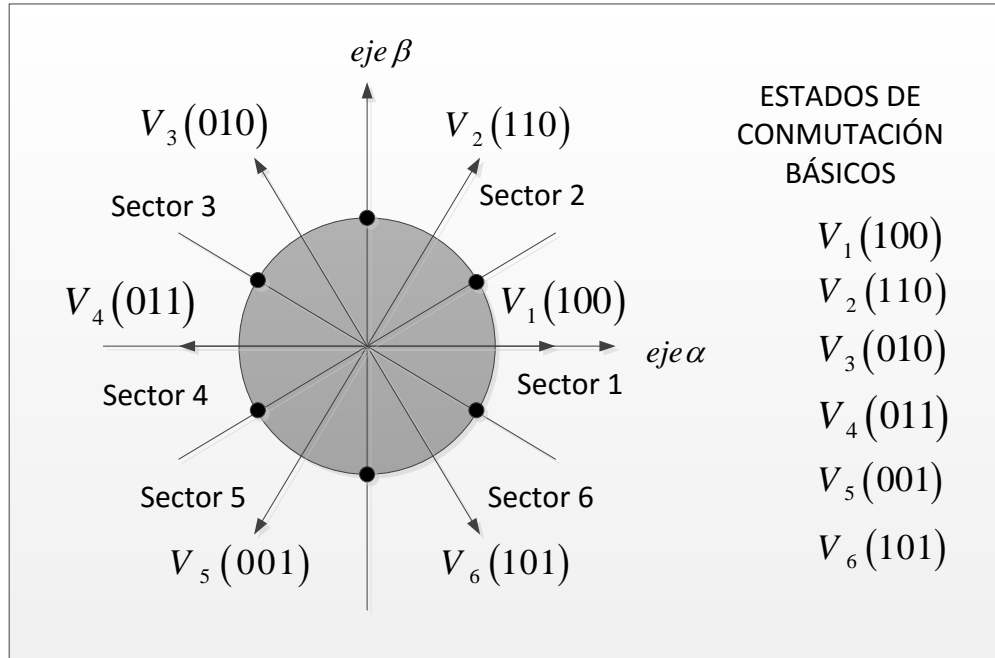 eje β
V₃(010)
V₂(110)
Sector 3
Sector 2
V₄(011)
V₁(100)
eje α
Sector 4
Sector 1
Sector 5
Sector 6
V₅(001)
V₆(101)
ESTADOS DE
CONMUTACIÓN
BÁSICOS
V₁(100)
V₂(110)
V₃(010)
V₄(011)
V₅(001)
V₆(101)